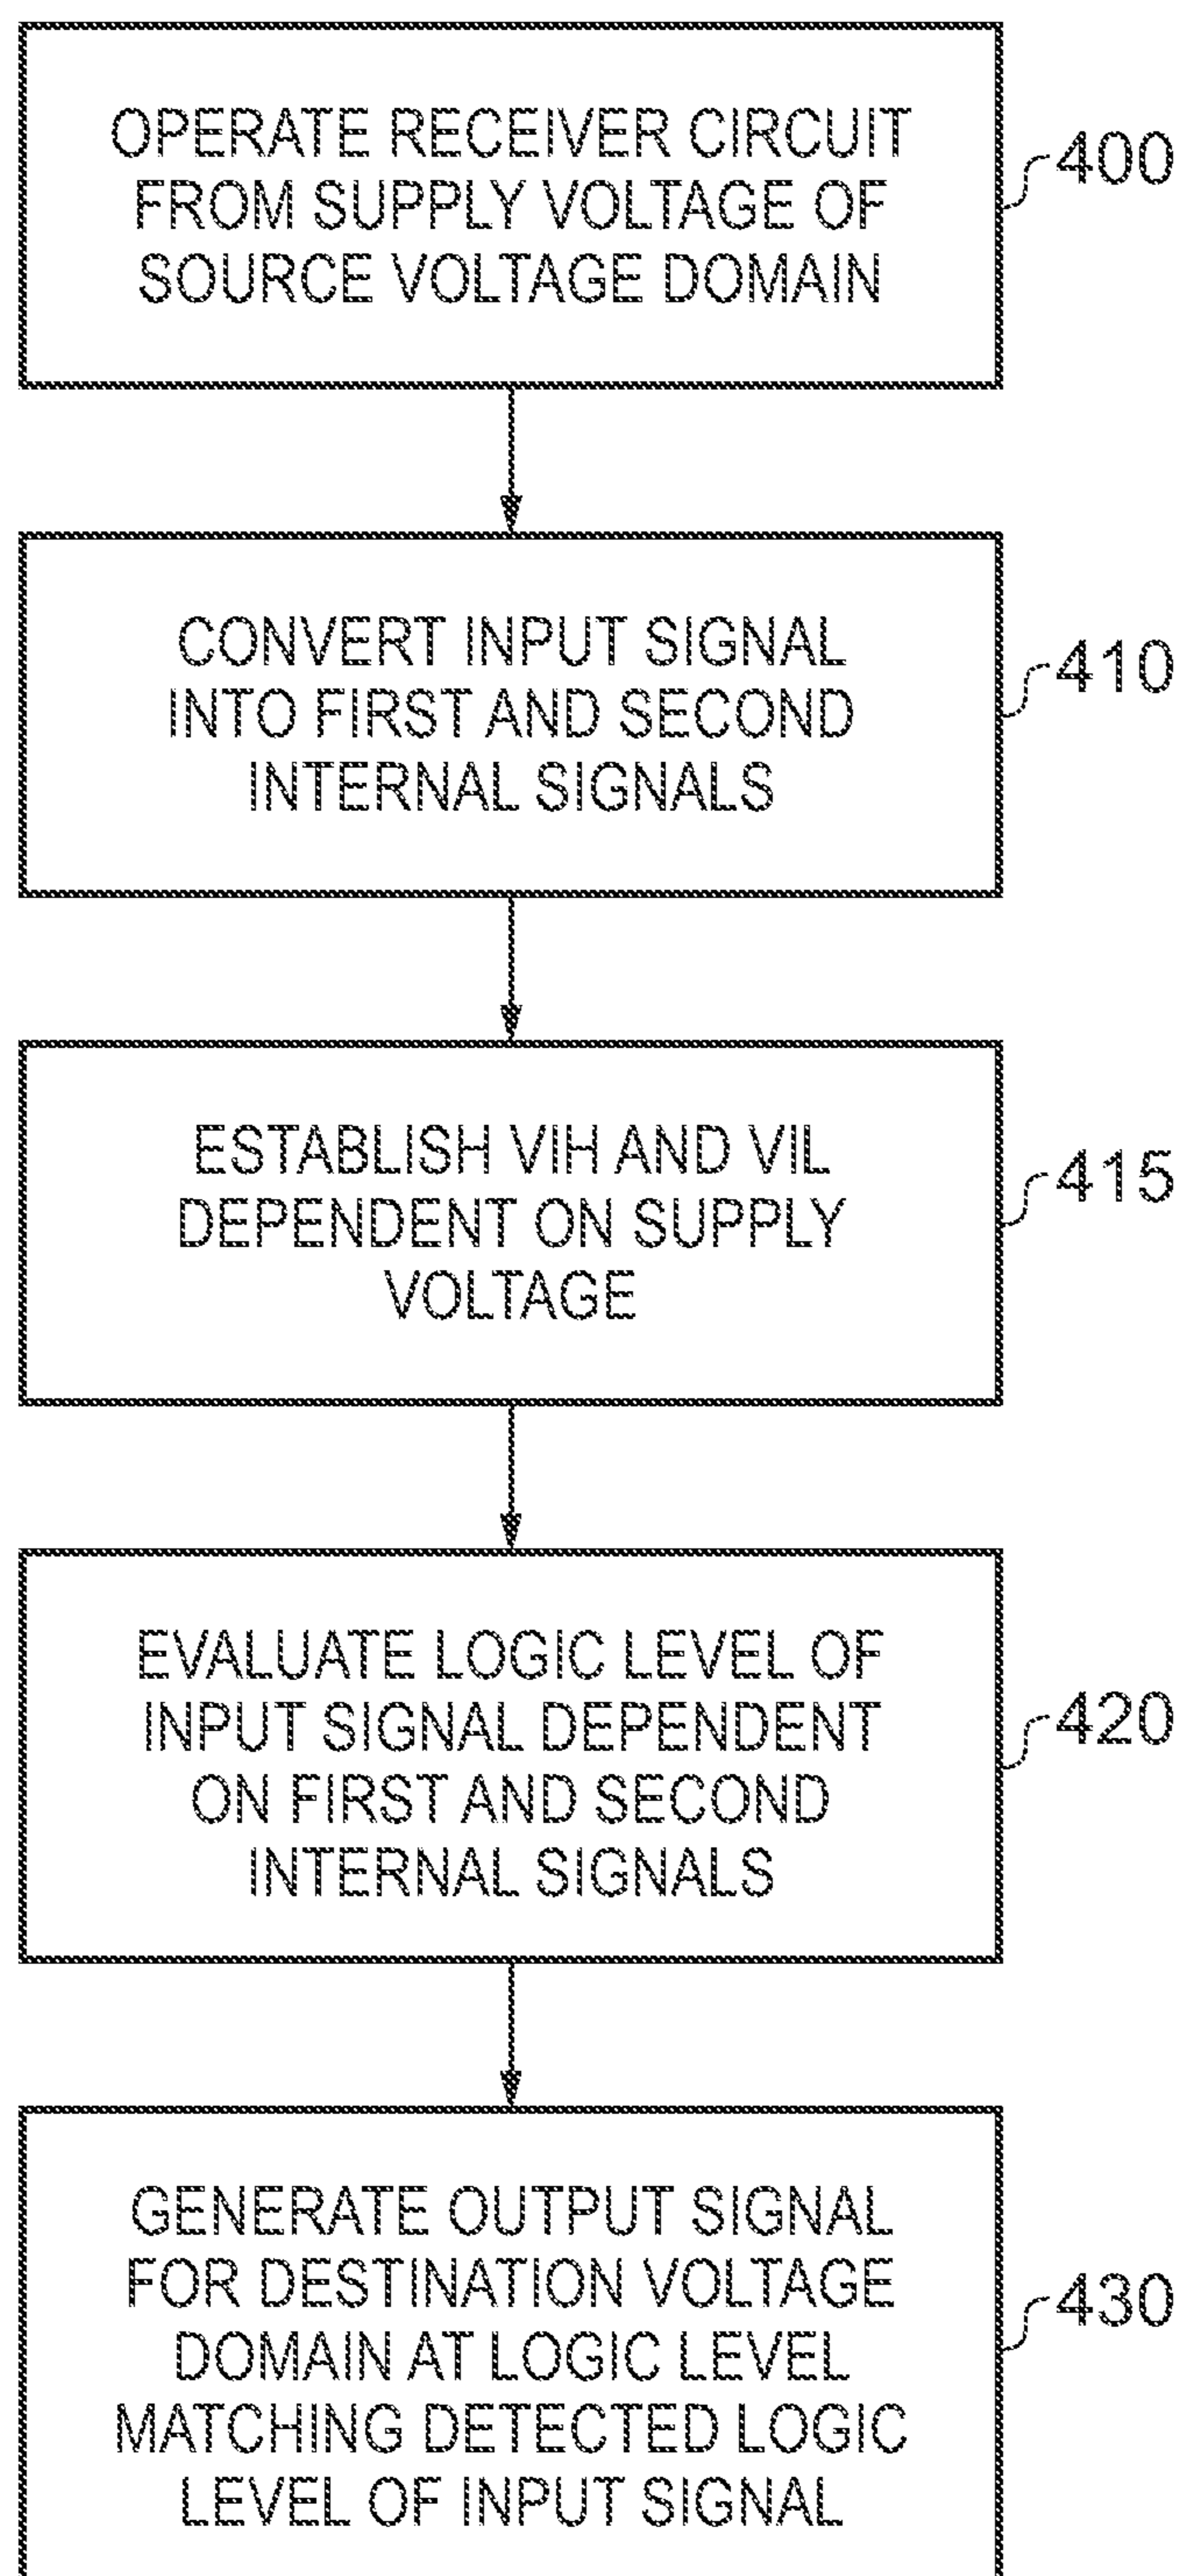 OPERATE RECEIVER CIRCUIT
FROM SUPPLY VOLTAGE OF
SOURCE VOLTAGE DOMAIN
400
CONVERT INPUT SIGNAL
INTO FIRST AND SECOND
INTERNAL SIGNALS
410
ESTABLISH VIH AND VIL
DEPENDENT ON SUPPLY
VOLTAGE
415
EVALUATE LOGIC LEVEL OF
INPUT SIGNAL DEPENDENT
ON FIRST AND SECOND
INTERNAL SIGNALS
420
GENERATE OUTPUT SIGNAL
FOR DESTINATION VOLTAGE
DOMAIN AT LOGIC LEVEL
MATCHING DETECTED LOGIC
LEVEL OF INPUT SIGNAL
430